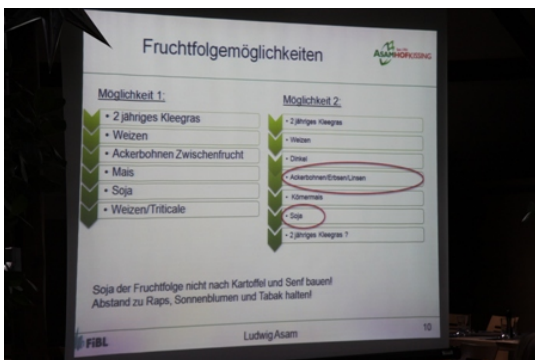 Fruchtfolgemöglichkeiten
ASAMHOF KISSING
Möglichkeit 1:
• 2 jähriges Kleegras
• Weizen
• Ackerbohnen Zwischenfrucht
• Mais
• Soja
• Weizen/Triticale
Möglichkeit 2:
• 2 jähriges Kleegras
• Weizen
• Dinkel
• Ackerbohnen/Erbsen/Linsen
• Körnermais
• Soja
• 2 jähriges Kleegras ?
Soja der Fruchtfolge nicht nach Kartoffel und Senf bauen!
Abstand zu Raps, Sonnenblumen und Tabak halten!
FiBL
Ludwig Asam
10